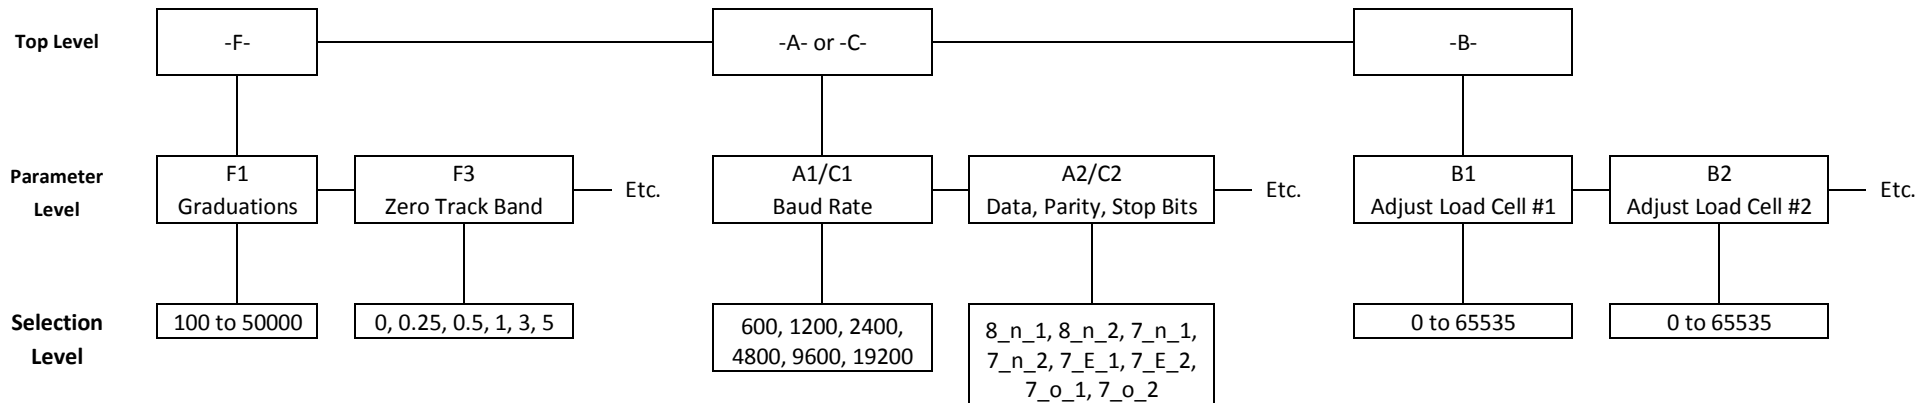 Top Level
-F-
-A- or -C-
-B-
Parameter
Level
F1
Graduations
F3
Zero Track Band
Etc.
A1/C1
Baud Rate
A2/C2
Data, Parity, Stop Bits
Etc.
B1
Adjust Load Cell #1
B2
Adjust Load Cell #2
Etc.
Selection
Level
100 to 50000
0, 0.25, 0.5, 1, 3, 5
600, 1200, 2400,
4800, 9600, 19200
8_n_1, 8_n_2, 7_n_1,
7_n_2, 7_E_1, 7_E_2,
7_o_1, 7_o_2
0 to 65535
0 to 65535